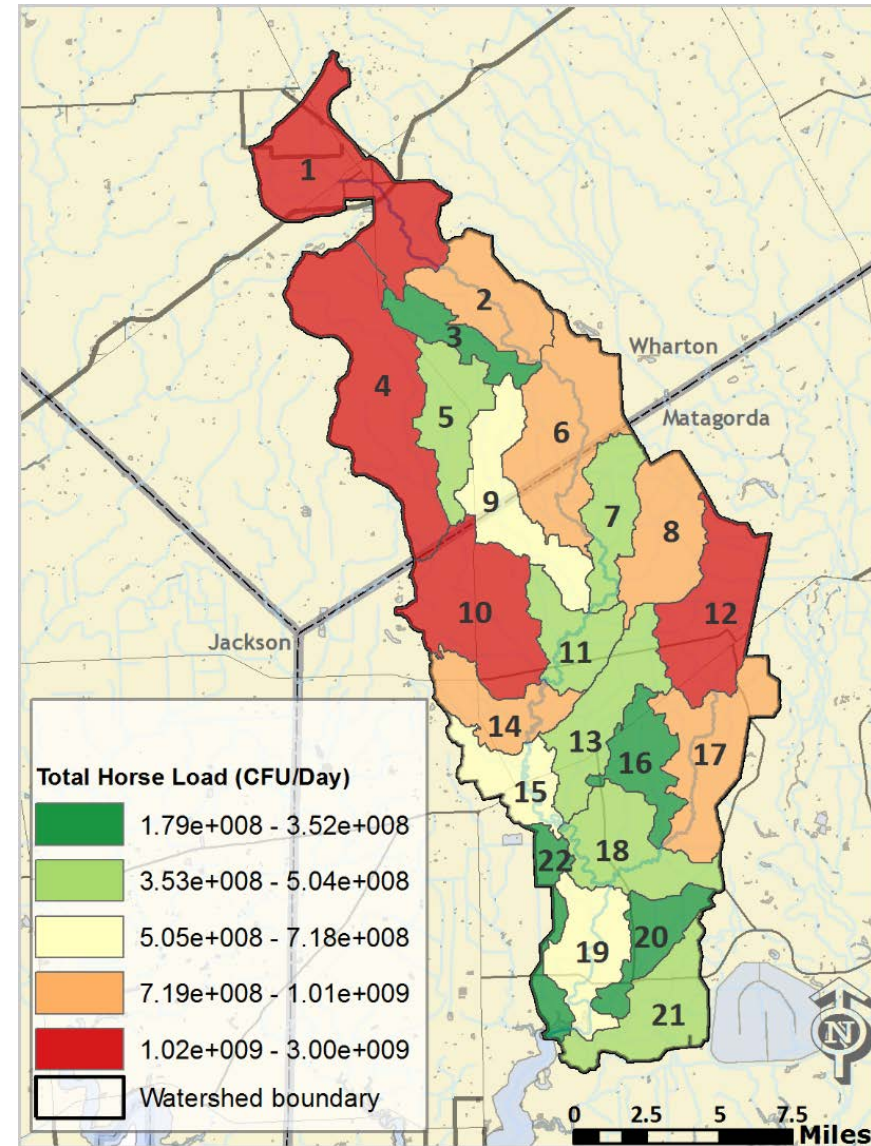 1
2
3
Wharton
4
5
6
Matagorda
9
7
8
10
12
Jackson
11
14
13
16
17
15
22
18
19
20
21
Total Horse Load (CFU/Day)
1.79e+008 - 3.52e+008
3.53e+008 - 5.04e+008
5.05e+008 - 7.18e+008
7.19e+008 - 1.01e+009
1.02e+009 - 3.00e+009
Watershed boundary
N
0 2.5 5 7.5
Miles